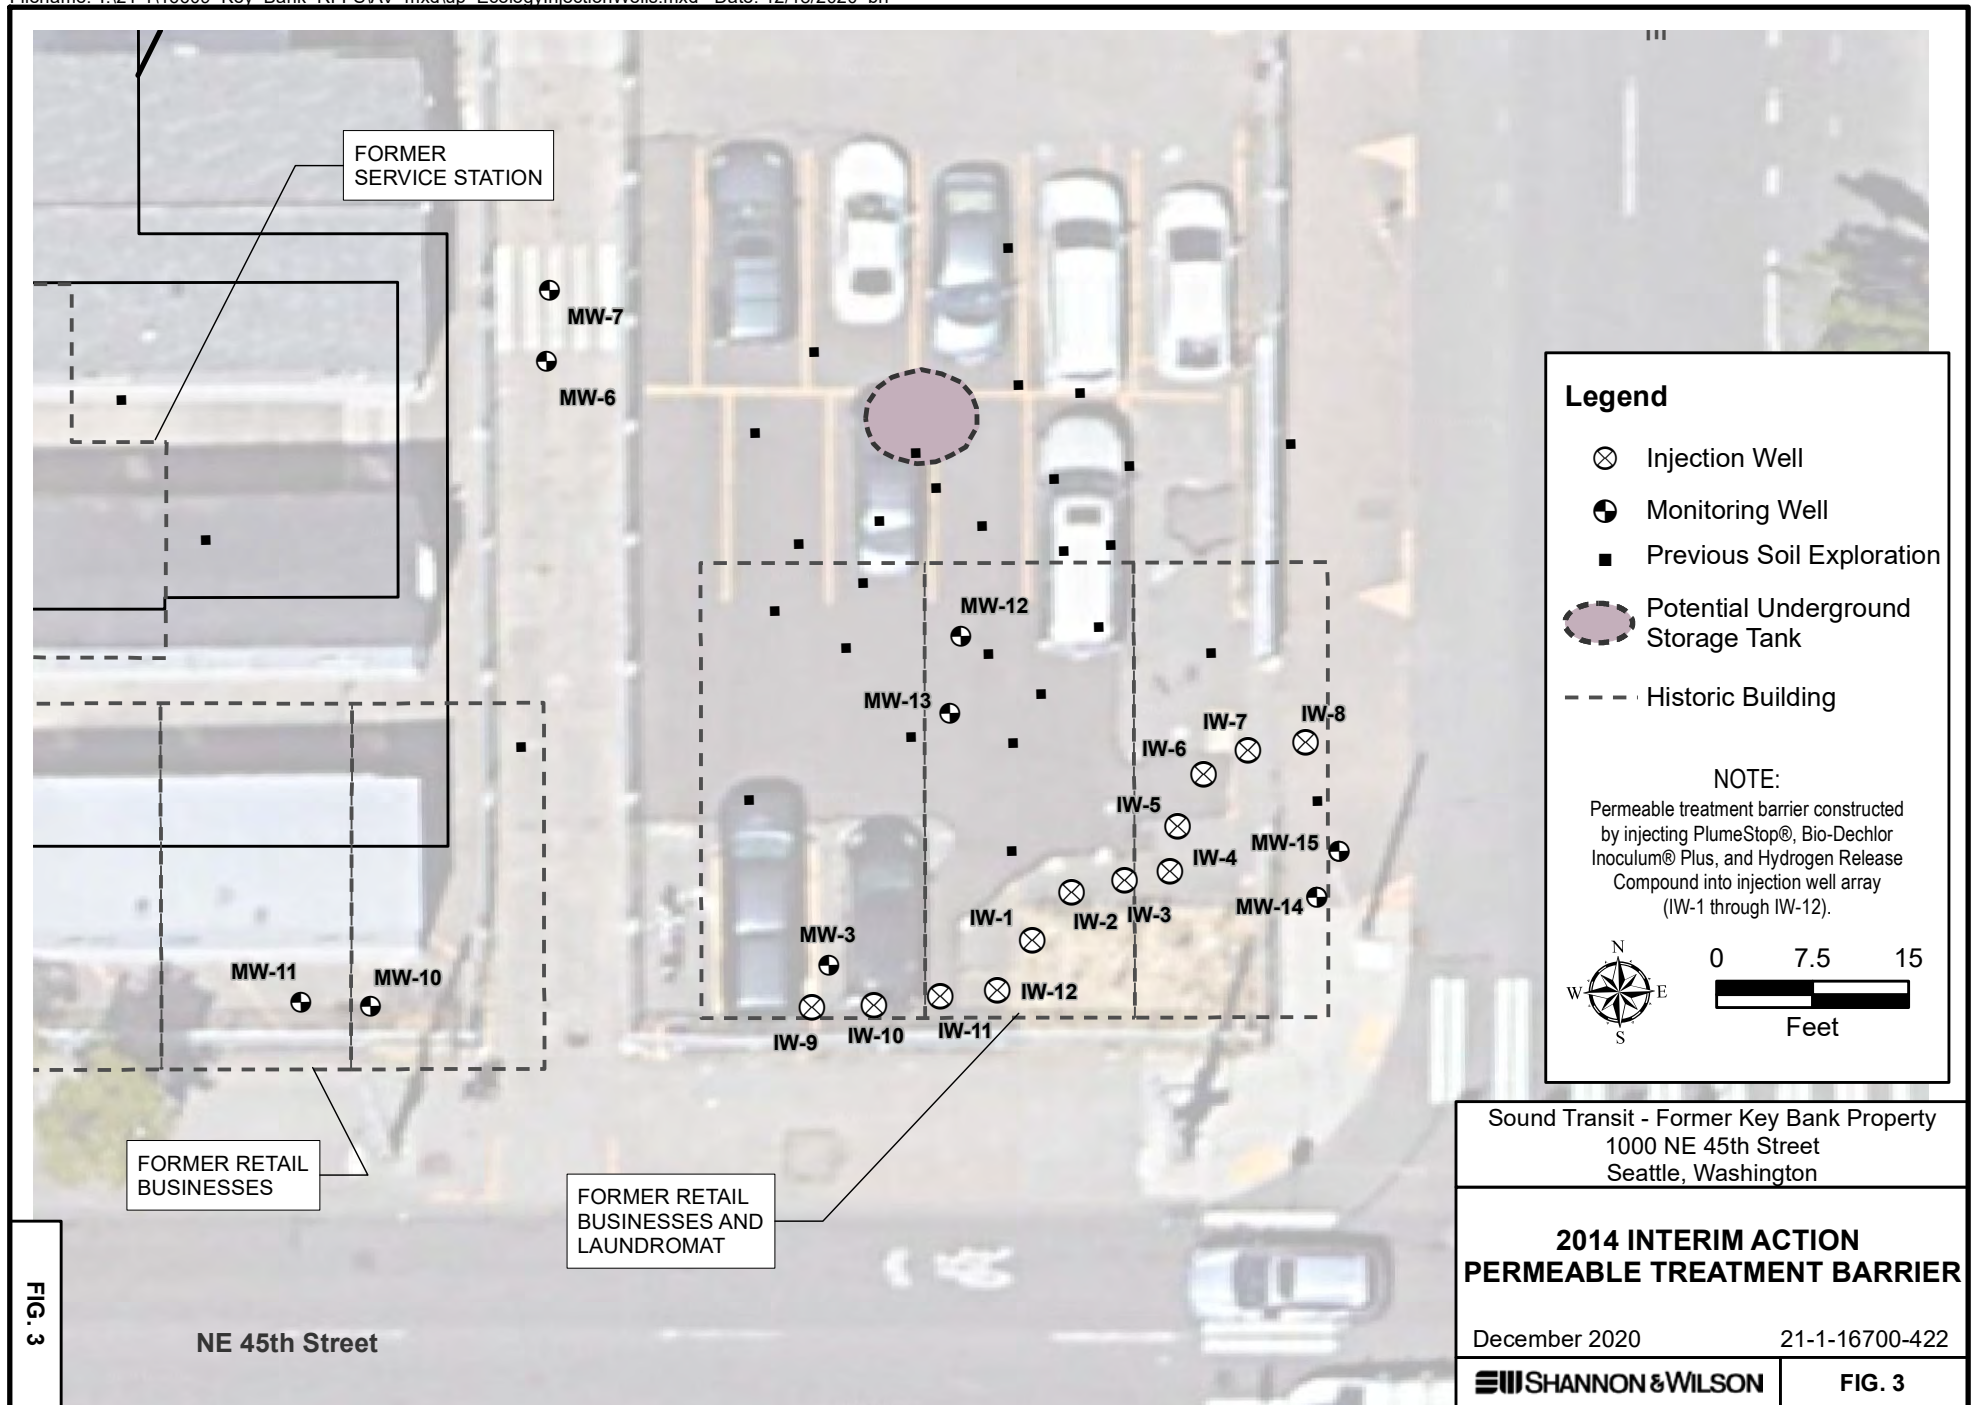 FORMER
SERVICE STATION
MW-7
MW-6
MW-12
MW-13
IW-8
IW-7
IW-6
IW-5
MW-15
IW-4
MW-14
IW-1
IW-2
IW-3
MW-3
MW-11
MW-10
IW-12
IW-9
IW-10
IW-11
FORMER RETAIL
BUSINESSES
FORMER RETAIL
BUSINESSES AND
LAUNDROMAT
NE 45th Street
FIG. 3
Legend
Injection Well
Monitoring Well
Previous Soil Exploration
Potential Underground
Storage Tank
Historic Building
NOTE:
Permeable treatment barrier constructed
by injecting PlumeStop®, Bio-Dechlor
Inoculum® Plus, and Hydrogen Release
Compound into injection well array
(IW-1 through IW-12).
N
W E
S
0 7.5 15
Feet
Sound Transit - Former Key Bank Property
1000 NE 45th Street
Seattle, Washington
2014 INTERIM ACTION
PERMEABLE TREATMENT BARRIER
December 2020 21-1-16700-422
SHANNON & WILSON
FIG. 3